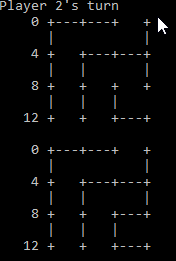 Player 2's turn
    0 +---+---+   +
      |           |
    4 +   +---+---+
      |   |       |
    8 +   +   +   +
      |   |   |
   12 +   +   +---+

    0 +---+---+   +
      |           |
    4 +   +---+---+
      |   |       |
    8 +   +   +---+
      |   |   |
   12 +   +   +---+